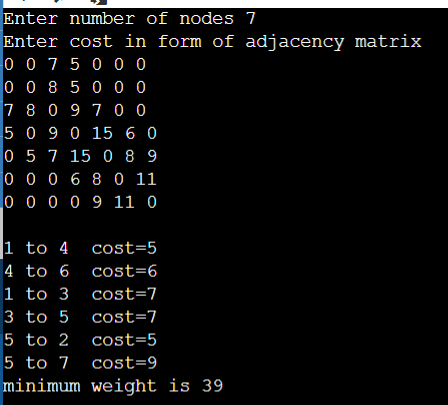 Enter number of nodes 7
Enter cost in form of adjacency matrix
0 0 7 5 0 0 0
0 0 8 5 0 0 0
7 8 0 9 7 0 0
5 0 9 0 15 6 0
0 5 7 15 0 8 9
0 0 0 6 8 0 11
0 0 0 0 9 11 0
1 to 4  cost=5
4 to 6  cost=6
1 to 3  cost=7
3 to 5  cost=7
5 to 2  cost=5
5 to 7  cost=9
minimum weight is 39